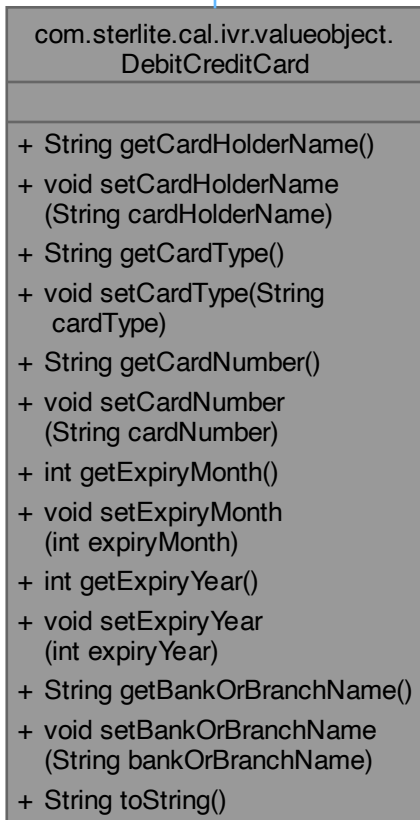 com.sterlite.cal.ivr.valueobject.
DebitCreditCard
+ String getCardHolderName()
+ void setCardHolderName
(String cardHolderName)
+ String getCardType()
+ void setCardType(String
cardType)
+ String getCardNumber()
+ void setCardNumber
(String cardNumber)
+ int getExpiryMonth()
+ void setExpiryMonth
(int expiryMonth)
+ int getExpiryYear()
+ void setExpiryYear
(int expiryYear)
+ String getBankOrBranchName()
+ void setBankOrBranchName
(String bankOrBranchName)
+ String toString()